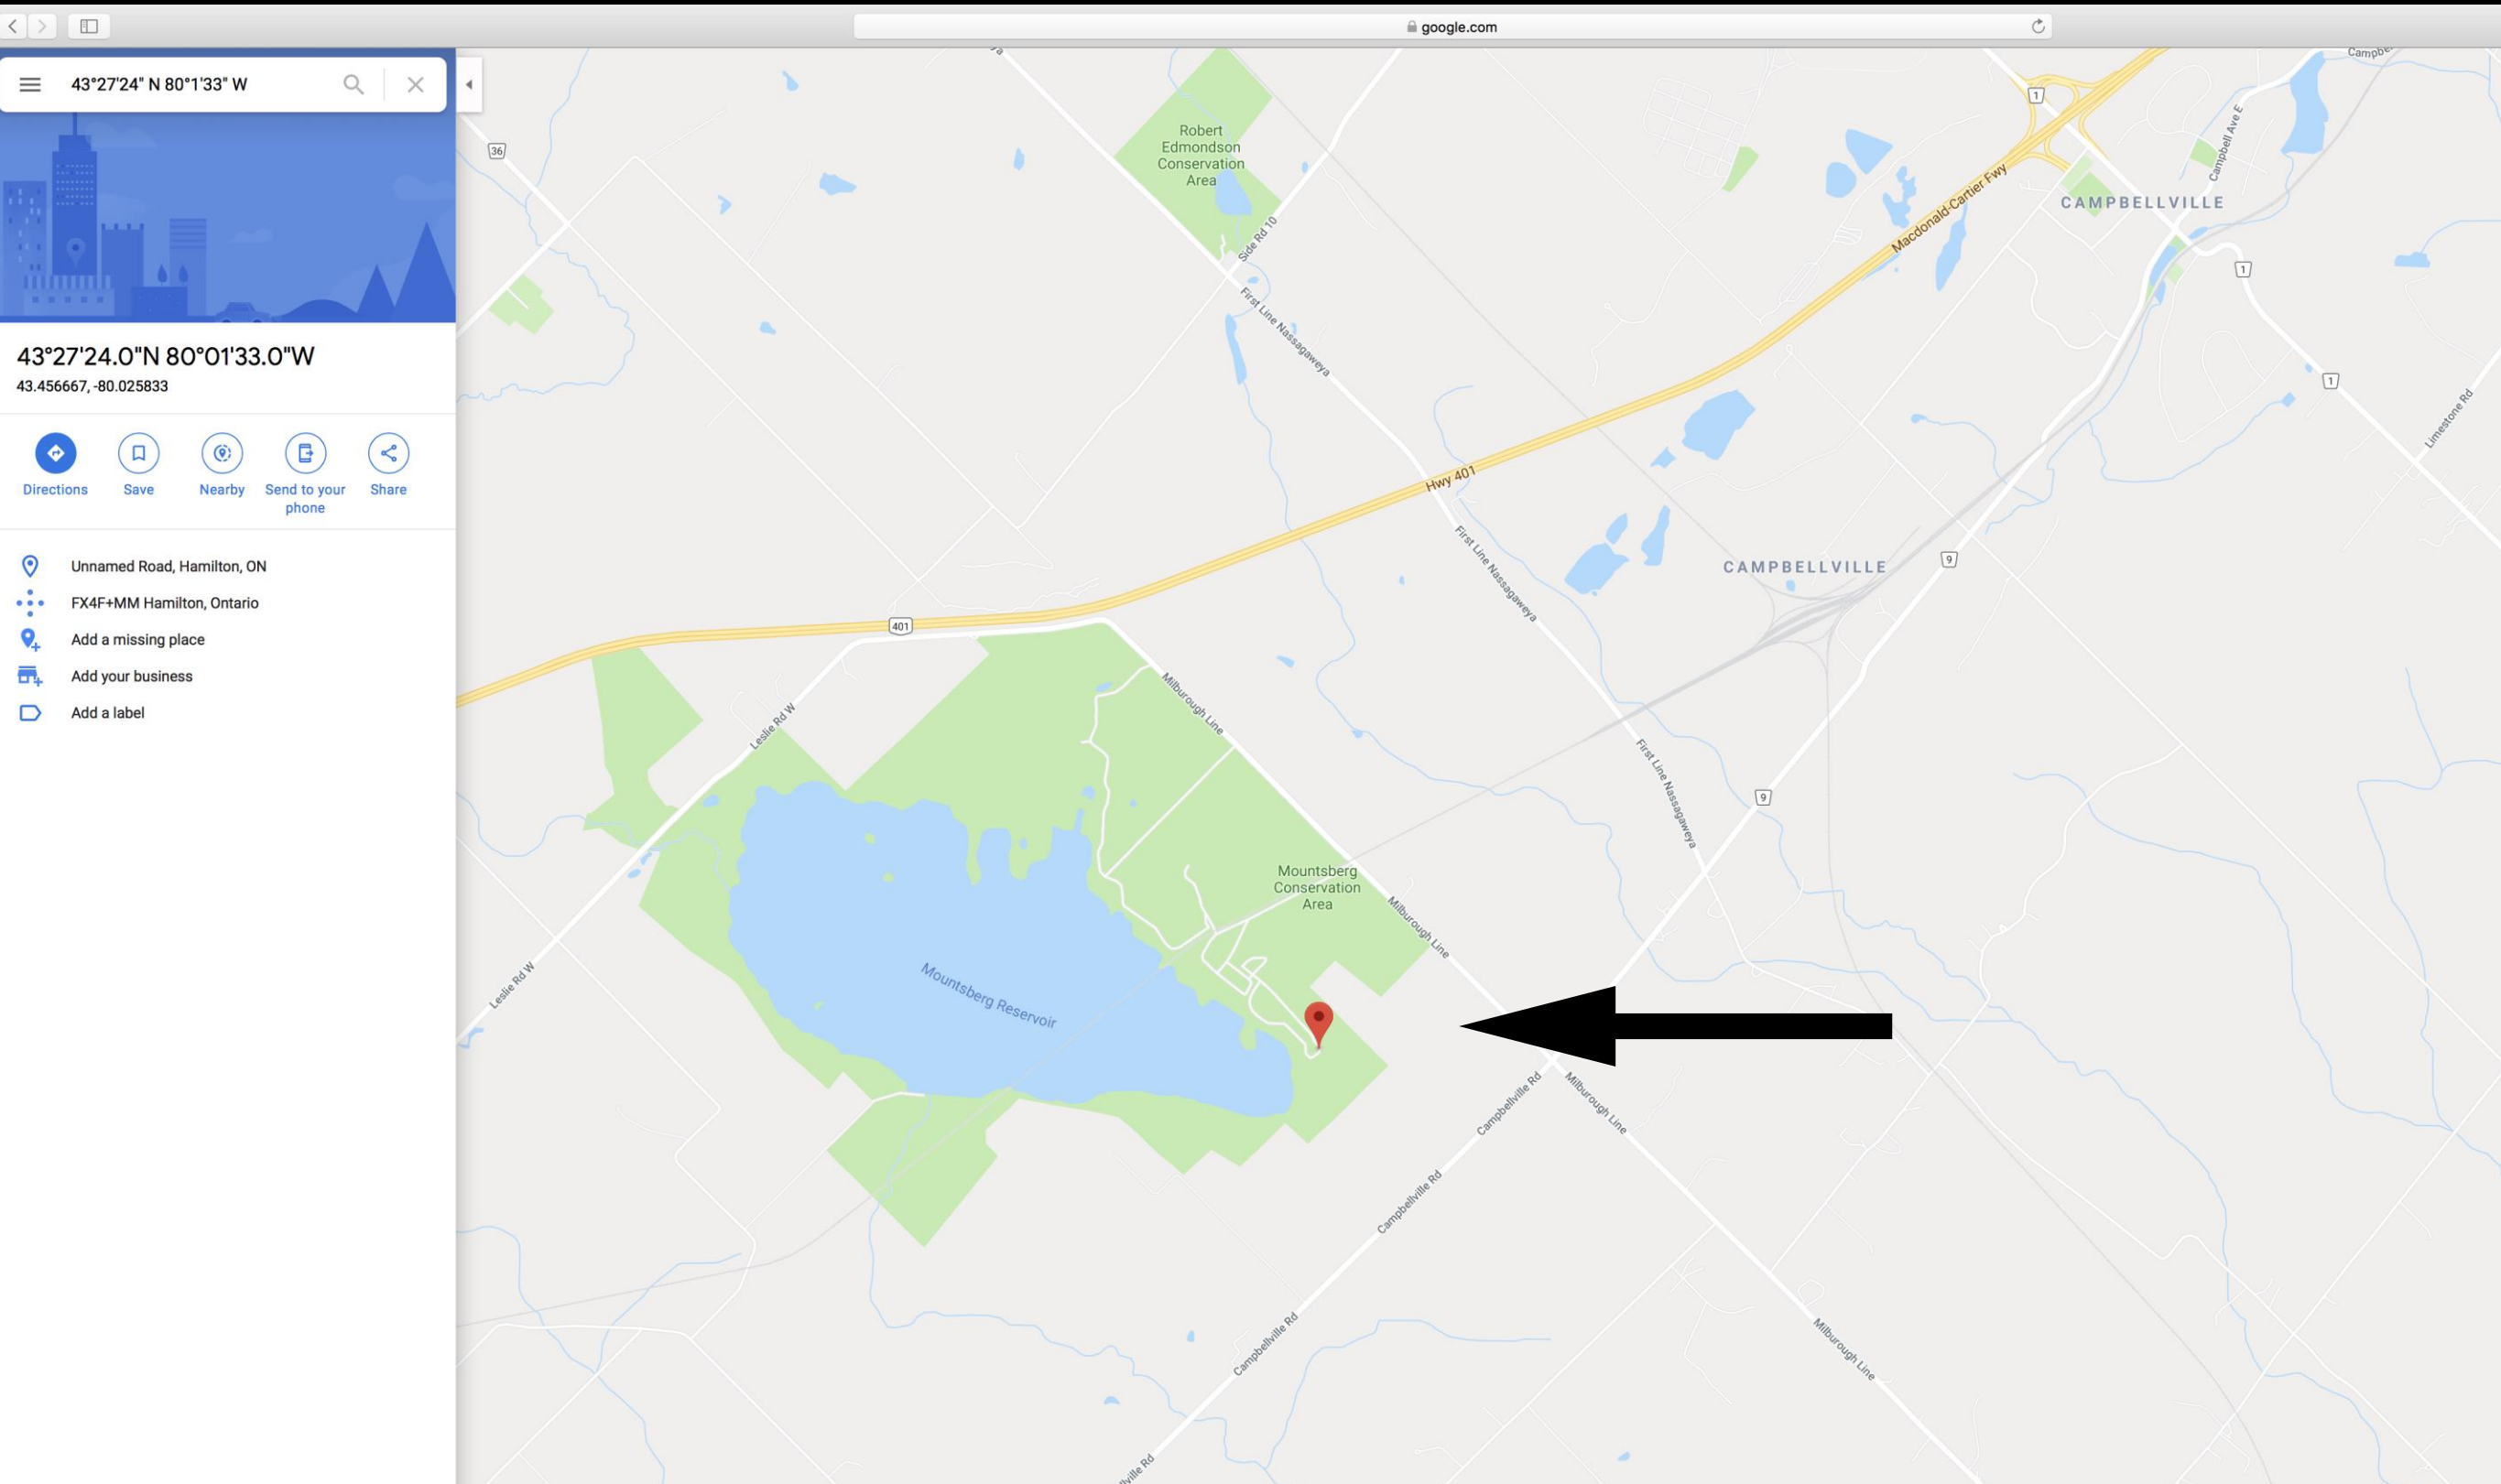 google.com
43°27'24" N 80°1'33" W
43°27'24.0"N 80°01'33.0"W
43.456667, -80.025833
Directions
Save
Nearby
Send to your
phone
Share
Unnamed Road, Hamilton, ON
FX4F+MM Hamilton, Ontario
Add a missing place
Add your business
Add a label
36
Robert
Edmondson
Conservation
Area
Side Rd 10
First Line Nassagaweya
1
Campbell Ave E
CAMPBELLVILLE
Macdonald-Cartier Fwy
1
1
Limestone Rd
Hwy 401
First Line Nassagaweya
CAMPBELLVILLE
9
401
Milburough Line
Leslie Rd W
First Line Nassagaweya
9
Mountsberg
Conservation
Area
Milburough Line
Leslie Rd W
Mountsberg Reservoir
Campbellville Rd
Milburough Line
Campbellville Rd
Campbellville Rd
Milburough Line